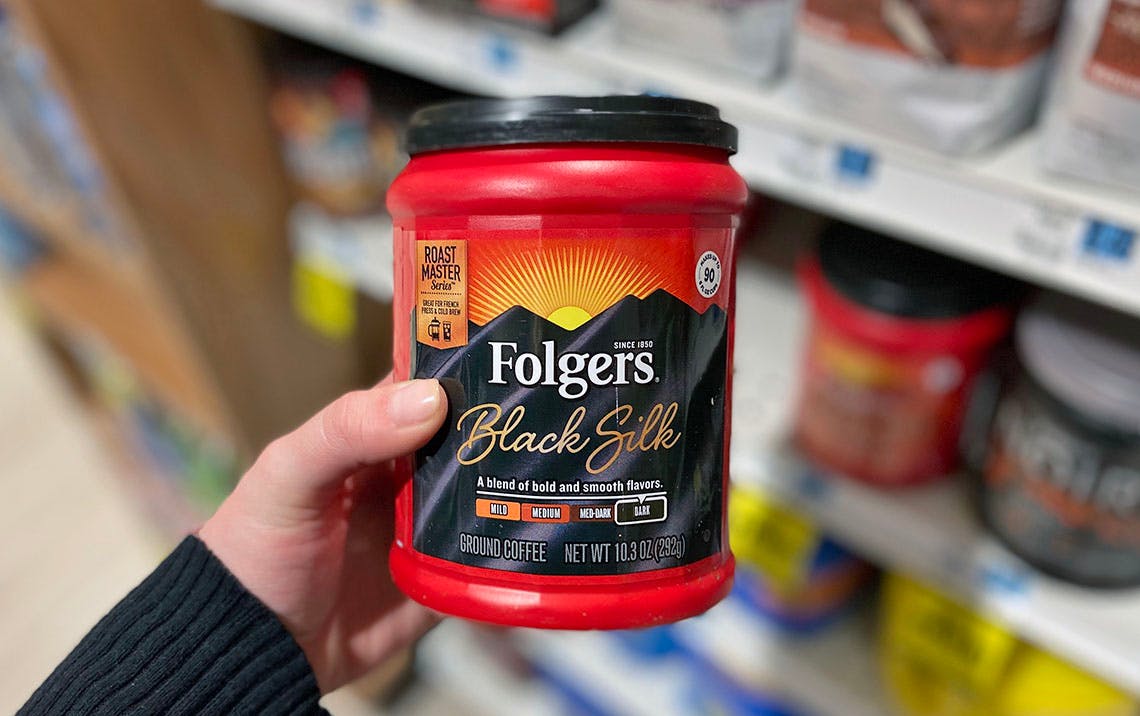 ROAST
MASTER
Series™
GREAT FOR FRENCH
PRESS & COLD BREW
MAKES UP TO
90
6 FL OZ CUPS
SINCE 1850
Folgers®
Black Silk
A blend of bold and smooth flavors.
MILD MEDIUM MED-DARK DARK
GROUND COFFEE NET WT 10.3 OZ (292g)